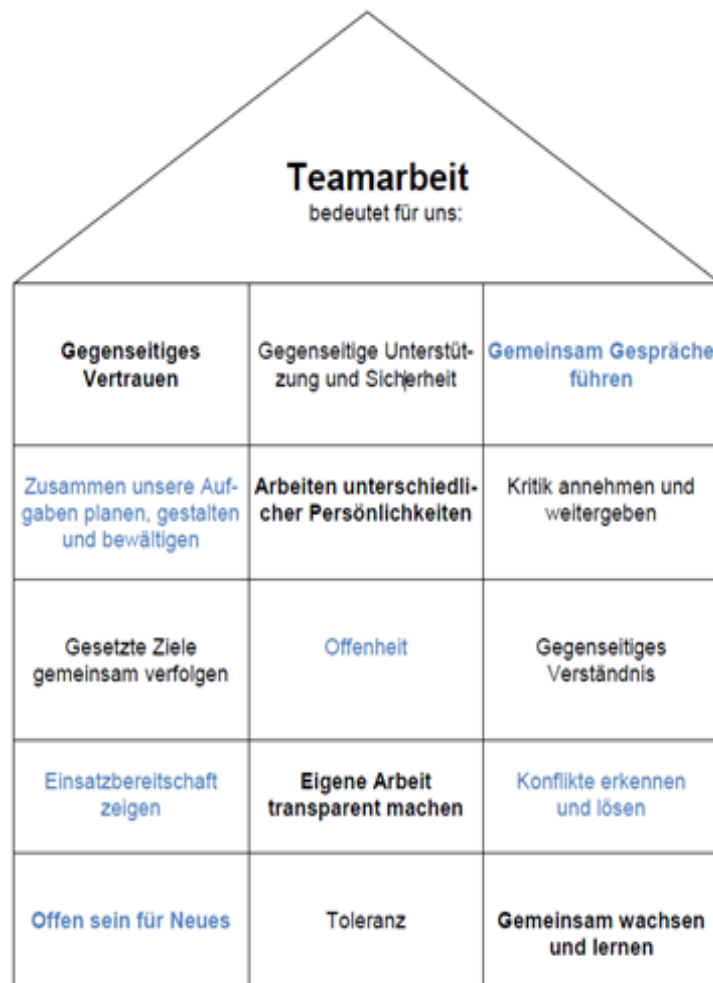 Teamarbeit
bedeutet für uns:
Gegenseitiges
Vertrauen
Gegenseitige Unterstüt-
zung und Sicherheit
Gemeinsam Gespräche
führen
Zusammen unsere Auf-
gaben planen, gestalten
und bewältigen
Arbeiten unterschiedli-
cher Persönlichkeiten
Kritik annehmen und
weitergeben
Gesetzte Ziele
gemeinsam verfolgen
Offenheit
Gegenseitiges
Verständnis
Einsatzbereitschaft
zeigen
Eigene Arbeit
transparent machen
Konflikte erkennen
und lösen
Offen sein für Neues
Toleranz
Gemeinsam wachsen
und lernen